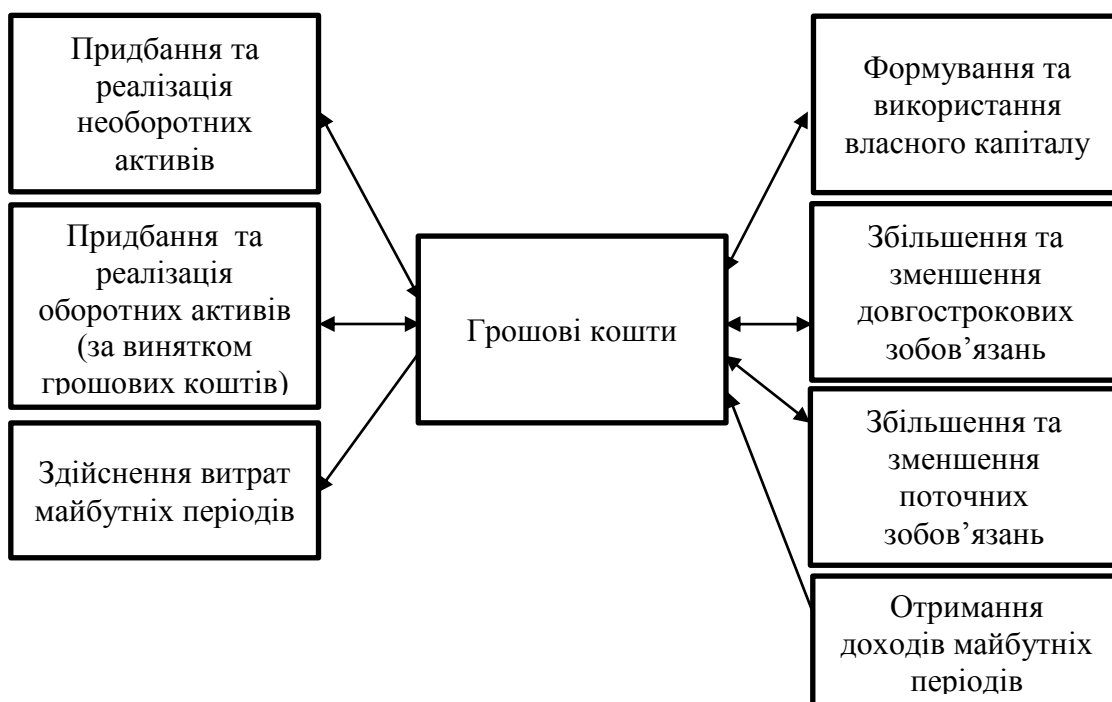 Придбання та
реалізація
необоротних
активів
Придбання та
реалізація
оборотних активів
(за винятком
грошових коштів)
Здійснення витрат
майбутніх періодів
Грошові кошти
Формування та
використання
власного капіталу
Збільшення та
зменшення
довгострокових
зобов’язань
Збільшення та
зменшення
поточних
зобов’язань
Отримання
доходів майбутніх
періодів